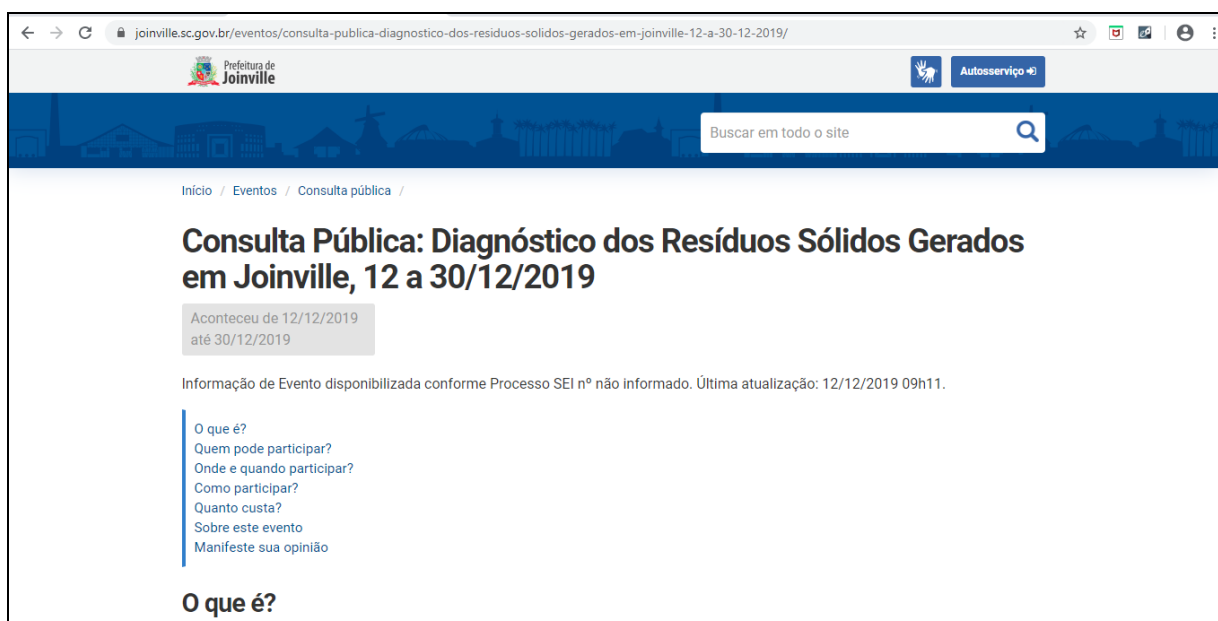 joinville.sc.gov.br/eventos/consulta-publica-diagnostico-dos-residuos-solidos-gerados-em-joinville-12-a-30-12-2019/
Prefeitura de
Joinville
Autosserviço
Buscar em todo o site
Início / Eventos / Consulta pública /
Consulta Pública: Diagnóstico dos Resíduos Sólidos Gerados
em Joinville, 12 a 30/12/2019
Aconteceu de 12/12/2019
até 30/12/2019
Informação de Evento disponibilizada conforme Processo SEI nº não informado. Última atualização: 12/12/2019 09h11.
O que é?
Quem pode participar?
Onde e quando participar?
Como participar?
Quanto custa?
Sobre este evento
Manifeste sua opinião
O que é?